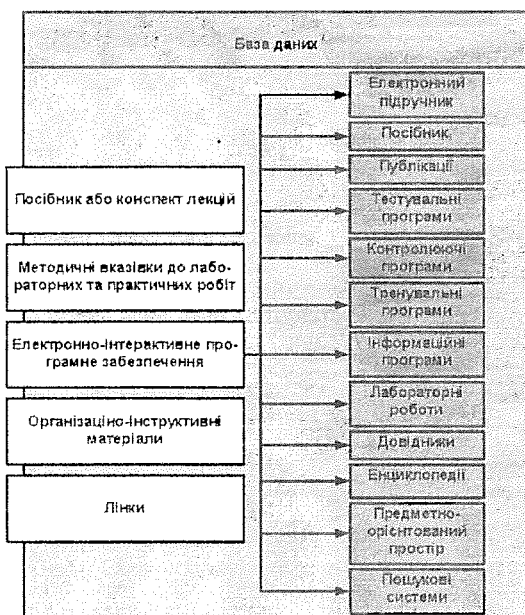 База даних
Посібник або конспект лекцій
Методичні вказівки до лабо-
раторних та практичних робіт
Електронно-інтерактивне про-
грамне забезпечення
Організаціно-інструктивні
матеріали
Лінки
Електронний
підручник
Посібник
Публікації
Тестувальні
програми
Контролюючі
програми
Тренувальні
програми
Інформаційні
програми
Лабораторні
роботи
Довідники
Енциклопедії
Предметно-
орієнтований
простір
Пошукові
системи